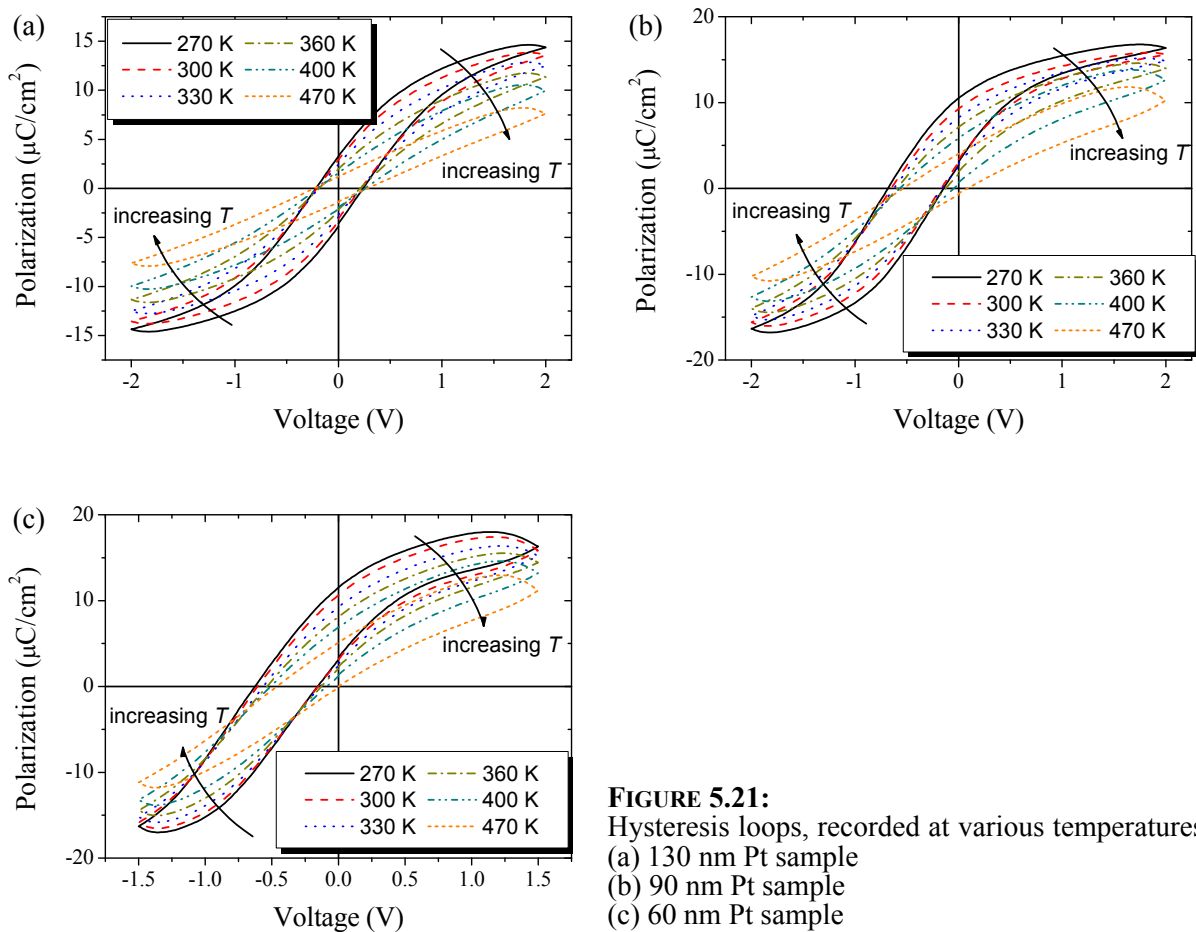 (a)
270 K 360 K
300 K 400 K
330 K 470 K
increasing T
increasing T
Polarization (µC/cm²)
15
10
5
0
-5
-10
-15
-2 -1 0 1 2
Voltage (V)
(b)
increasing T
increasing T
270 K 360 K
300 K 400 K
330 K 470 K
Polarization (µC/cm²)
20
10
0
-10
-20
-2 -1 0 1 2
Voltage (V)
(c)
increasing T
increasing T
270 K 360 K
300 K 400 K
330 K 470 K
Polarization (µC/cm²)
20
10
0
-10
-20
-1.5 -1.0 -0.5 0.0 0.5 1.0 1.5
Voltage (V)
FIGURE 5.21:
Hysteresis loops, recorded at various temperatures
(a) 130 nm Pt sample
(b) 90 nm Pt sample
(c) 60 nm Pt sample